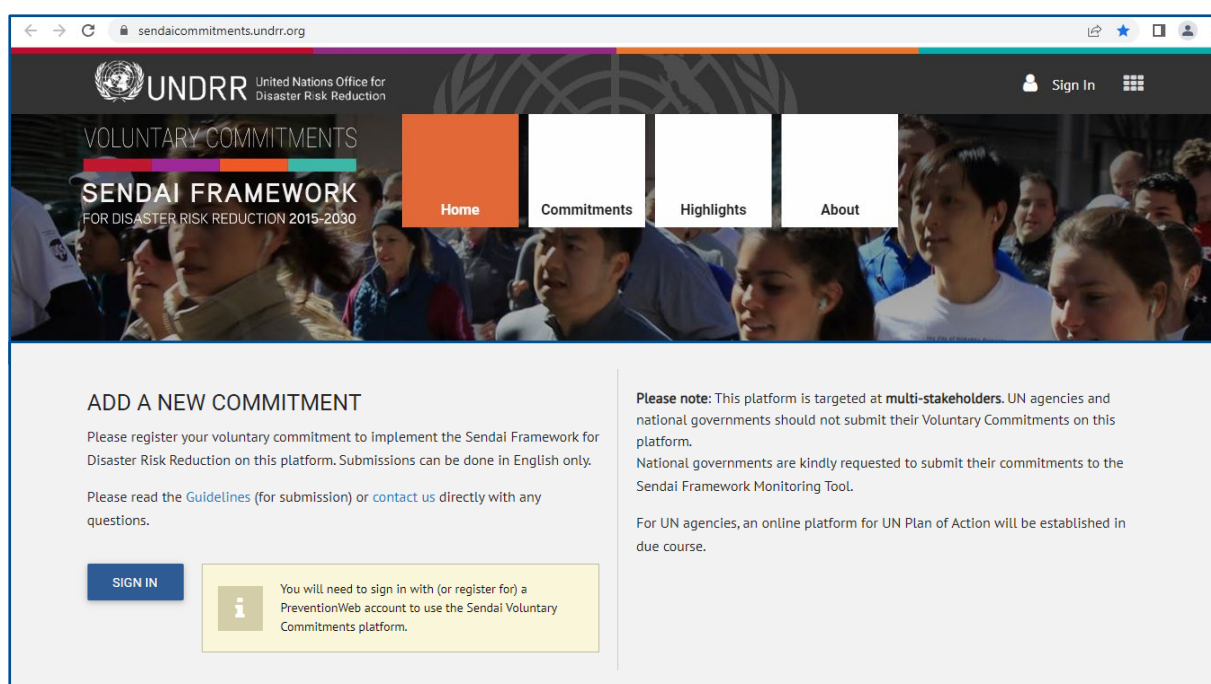 sendaicommitments.undrr.org
UNDRR United Nations Office for
Disaster Risk Reduction
Sign In
VOLUNTARY COMMITMENTS
SENDAI FRAMEWORK
FOR DISASTER RISK REDUCTION 2015-2030
Home
Commitments
Highlights
About
ADD A NEW COMMITMENT
Please register your voluntary commitment to implement the Sendai Framework for
Disaster Risk Reduction on this platform. Submissions can be done in English only.
Please read the Guidelines (for submission) or contact us directly with any
questions.
SIGN IN
You will need to sign in with (or register for) a
PreventionWeb account to use the Sendai Voluntary
Commitments platform.
Please note: This platform is targeted at multi-stakeholders. UN agencies and
national governments should not submit their Voluntary Commitments on this
platform.
National governments are kindly requested to submit their commitments to the
Sendai Framework Monitoring Tool.
For UN agencies, an online platform for UN Plan of Action will be established in
due course.